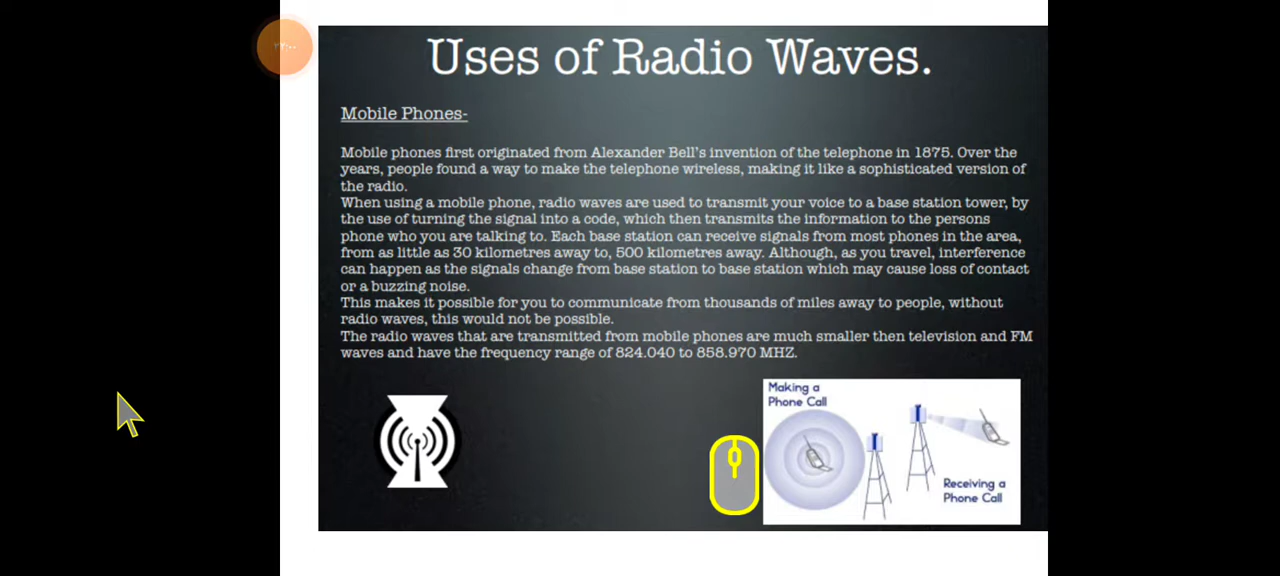 ٢٢:٠٠
Uses of Radio Waves.
Mobile Phones-
Mobile phones first originated from Alexander Bell's invention of the telephone in 1875. Over the
years, people found a way to make the telephone wireless, making it like a sophisticated version of
the radio.
When using a mobile phone, radio waves are used to transmit your voice to a base station tower, by
the use of turning the signal into a code, which then transmits the information to the persons
phone who you are talking to. Each base station can receive signals from most phones in the area,
from as little as 30 kilometres away to, 500 kilometres away. Although, as you travel, interference
can happen as the signals change from base station to base station which may cause loss of contact
or a buzzing noise.
This makes it possible for you to communicate from thousands of miles away to people, without
radio waves, this would not be possible.
The radio waves that are transmitted from mobile phones are much smaller then television and FM
waves and have the frequency range of 824.040 to 858.970 MHZ.
Making a
Phone Call
Receiving a
Phone Call